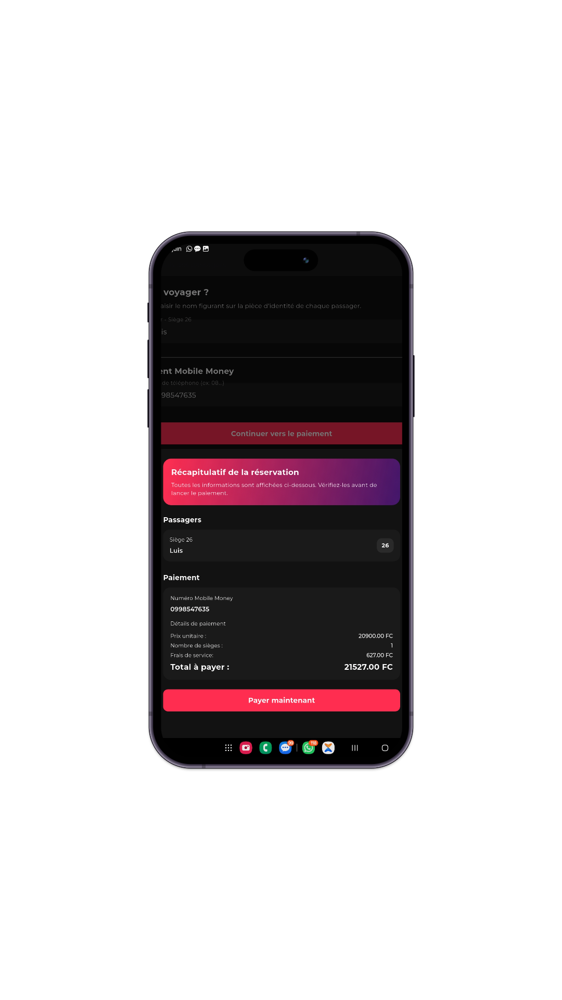 juin
voyager ?
aisir le nom figurant sur la pièce d'identité de chaque passager.
r - Siège 26
is
ent Mobile Money
de téléphone (ex: 08...)
98547635
Continuer vers le paiement
Récapitulatif de la réservation
Toutes les informations sont affichées ci-dessous. Vérifiez-les avant de
lancer le paiement.
Passagers
Siège 26
Luis
26
Paiement
Numéro Mobile Money
0998547635
Détails de paiement
Prix unitaire : 20900.00 FC
Nombre de sièges : 1
Frais de service: 627.00 FC
Total à payer : 21527.00 FC
Payer maintenant
99
118